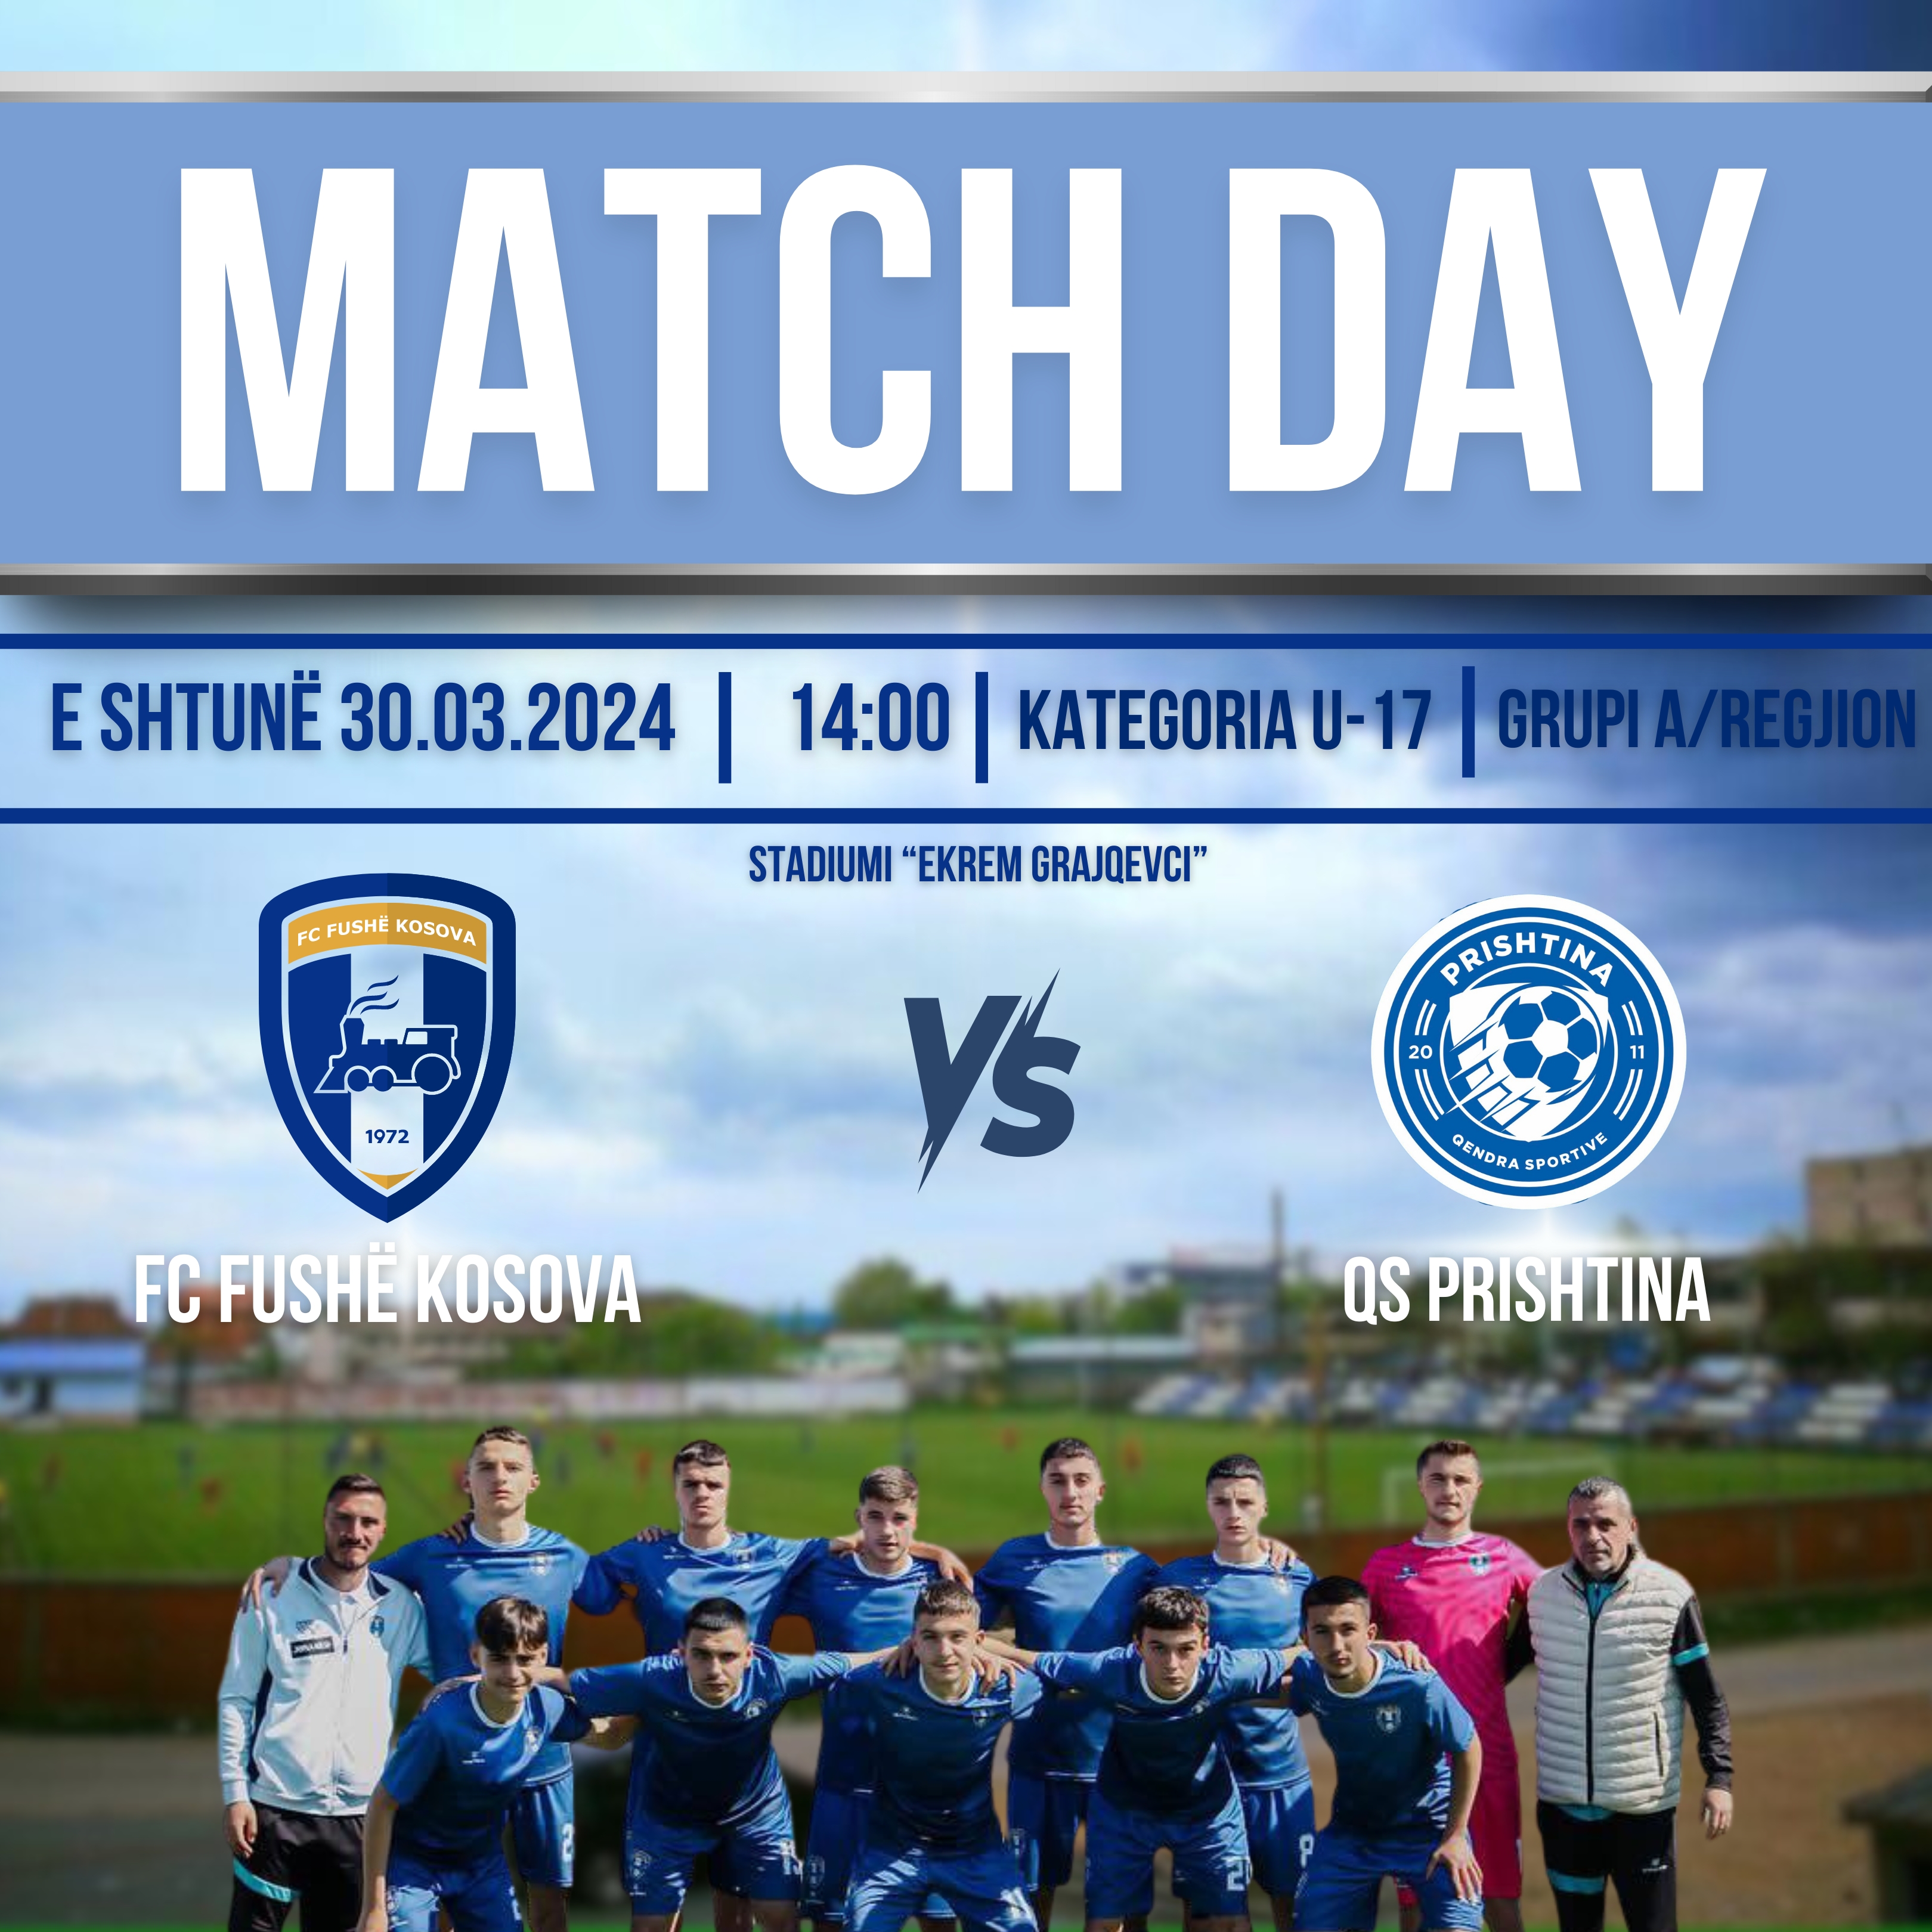 MATCH DAY
E SHTUNË 30.03.2024 | 14:00 | KATEGORIA U-17 | GRUPI A/REGJION
STADIUMI “EKREM GRAJQEVCI”
FC FUSHË KOSOVA
1972
VS
PRISHTINA
20 11
QENDRA SPORTIVE
FC FUSHË KOSOVA
QS PRISHTINA